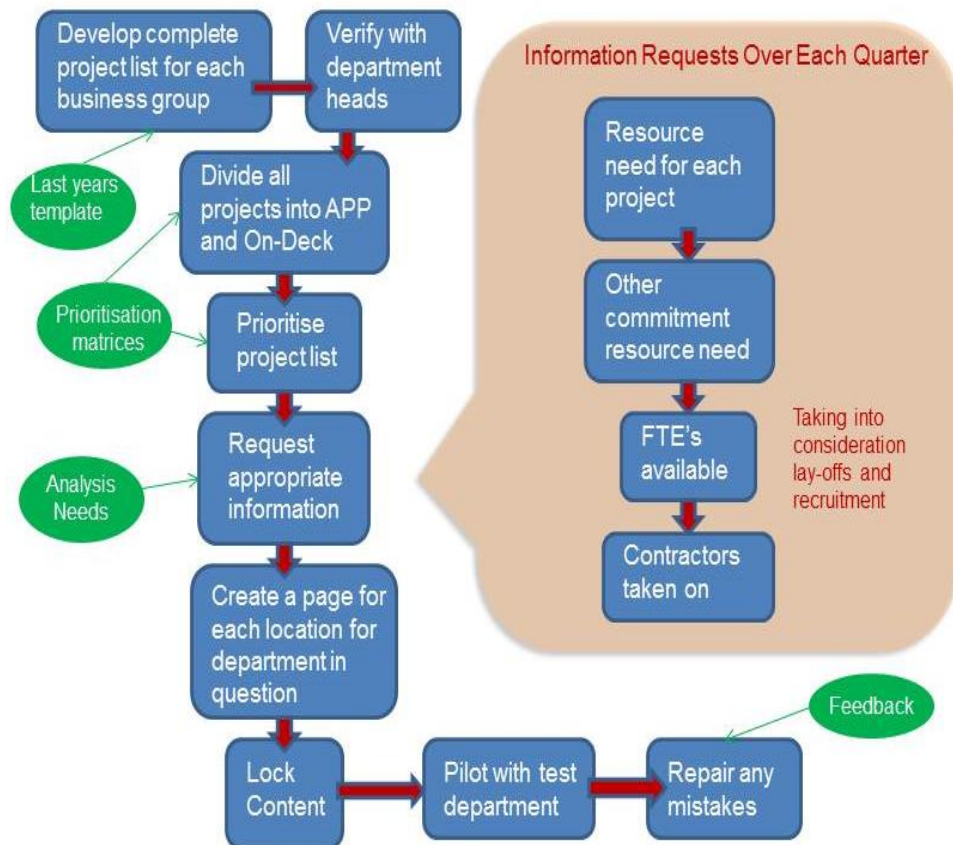 Develop complete
project list for each
business group
Verify with
department
heads
Last years
template
Divide all
projects into APP
and On-Deck
Prioritisation
matrices
Prioritise
project list
Analysis
Needs
Request
appropriate
information
Create a page for
each location for
department in
question
Lock
Content
Pilot with test
department
Repair any
mistakes
Feedback
Information Requests Over Each Quarter
Resource
need for each
project
Other
commitment
resource need
FTE's
available
Taking into
consideration
lay-offs and
recruitment
Contractors
taken on